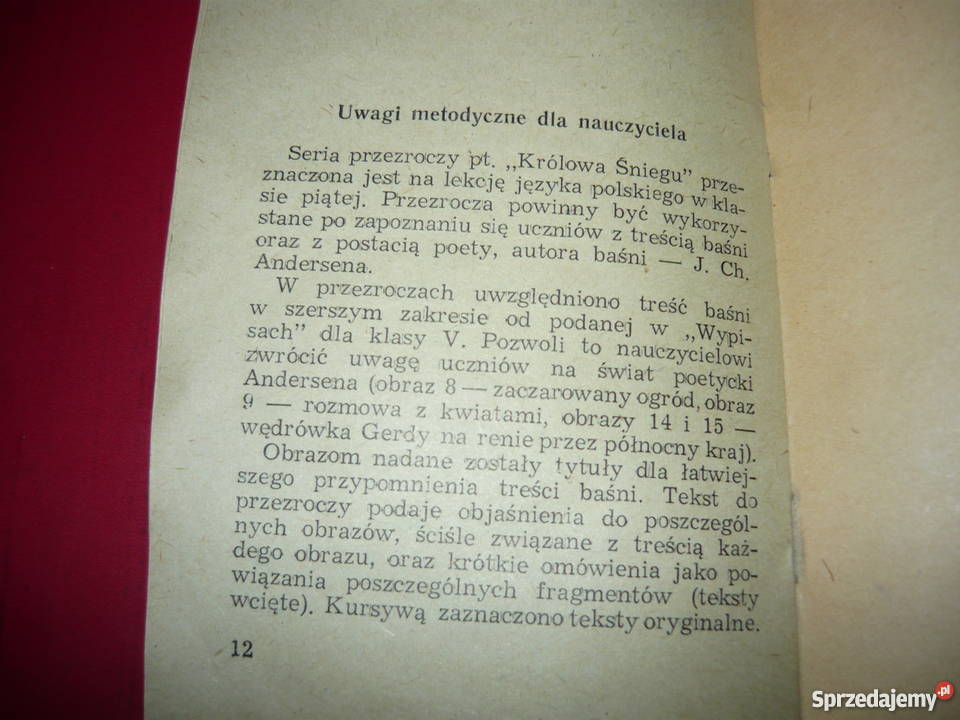 Uwagi metodyczne dla nauczyciela
Seria przezroczy pt. „Królowa Śniegu" prze-
znaczona jest na lekcję języka polskiego w kla-
sie piątej. Przezrocza powinny być wykorzy-
stane po zapoznaniu się uczniów z treścią baśni
oraz z postacią poety, autora baśni — J. Ch.
Andersena.
W przezroczach uwzględniono treść baśni
w szerszym zakresie od podanej w „Wypi-
sach" dla klasy V. Pozwoli to nauczycielowi
zwrócić uwagę uczniów na świat poetycki
Andersena (obraz 8 — zaczarowany ogród, obraz
9 — rozmowa z kwiatami, obrazy 14 i 15 —
wędrówka Gerdy na renie przez północny kraj).
Obrazom nadane zostały tytuły dla łatwiej-
szego przypomnienia treści baśni. Tekst do
przezroczy podaje objaśnienia do poszczegól-
nych obrazów, ściśle związane z treścią każ-
dego obrazu, oraz krótkie omówienia jako po-
wiązania poszczególnych fragmentów (teksty
wcięte). Kursywą zaznaczono teksty oryginalne.
12
Sprzedajemy.pl